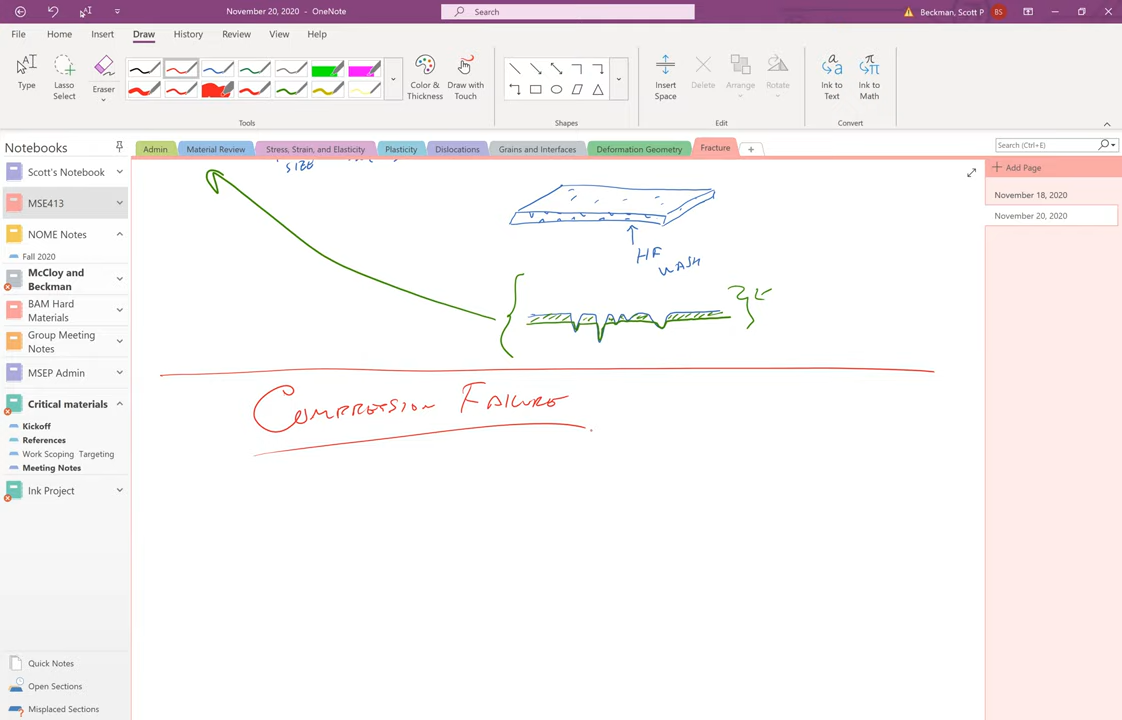 November 20, 2020 - OneNote
Search
Beckman, Scott P
BS
File
Home
Insert
Draw
History
Review
View
Help
Type
Lasso
Select
Eraser
Color &
Thickness
Draw with
Touch
Insert
Space
Delete
Arrange
Rotate
Ink to
Text
Ink to
Math
Tools
Shapes
Edit
Convert
Notebooks
Admin
Material Review
Stress, Strain, and Elasticity
Plasticity
Dislocations
Grains and Interfaces
Deformation Geometry
Fracture
Search (Ctrl+E)
Scott's Notebook
MSE413
NOME Notes
Fall 2020
McCloy and
Beckman
BAM Hard
Materials
Group Meeting
Notes
MSEP Admin
Critical materials
Kickoff
References
Work Scoping Targeting
Meeting Notes
Ink Project
Quick Notes
Open Sections
Misplaced Sections
Add Page
November 18, 2020
November 20, 2020
SIZE
HF
WASH
COMPRESSION FAILURE